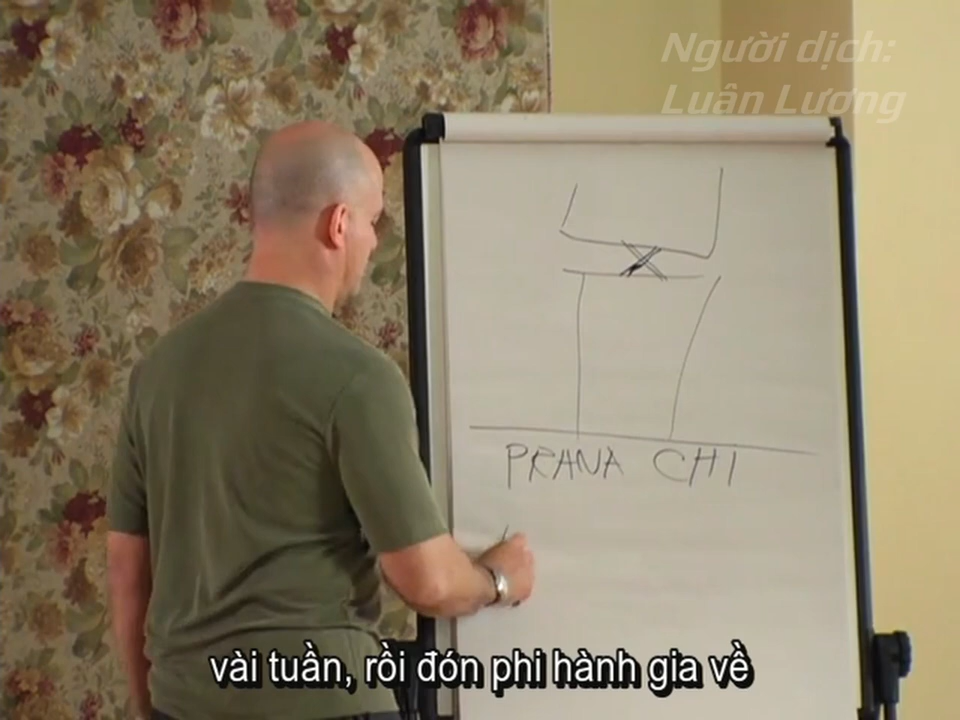 Người dịch:
Luân Lương
PRANA CHI
vài tuần, rồi đón phi hành gia về